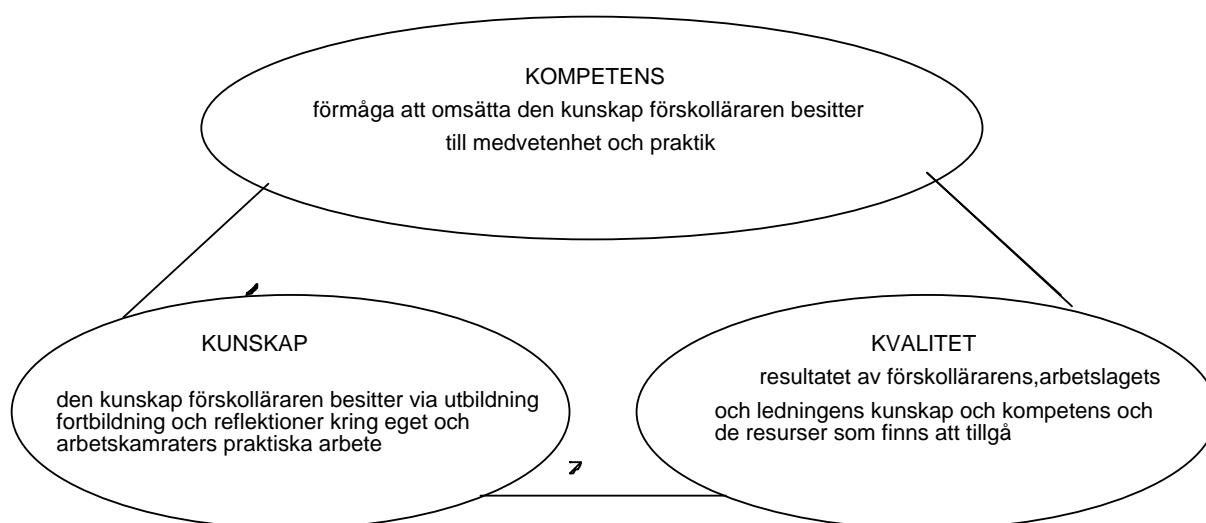 KOMPETENS
förmåga att omsätta den kunskap förskolläraren besitter
till medvetenhet och praktik
KUNSKAP
den kunskap förskolläraren besitter via utbildning
fortbildning och reflektioner kring eget och
arbetskamraters praktiska arbete
KVALITET
resultatet av förskollärarens,arbetslagets
och ledningens kunskap och kompetens och
de resurser som finns att tillgå